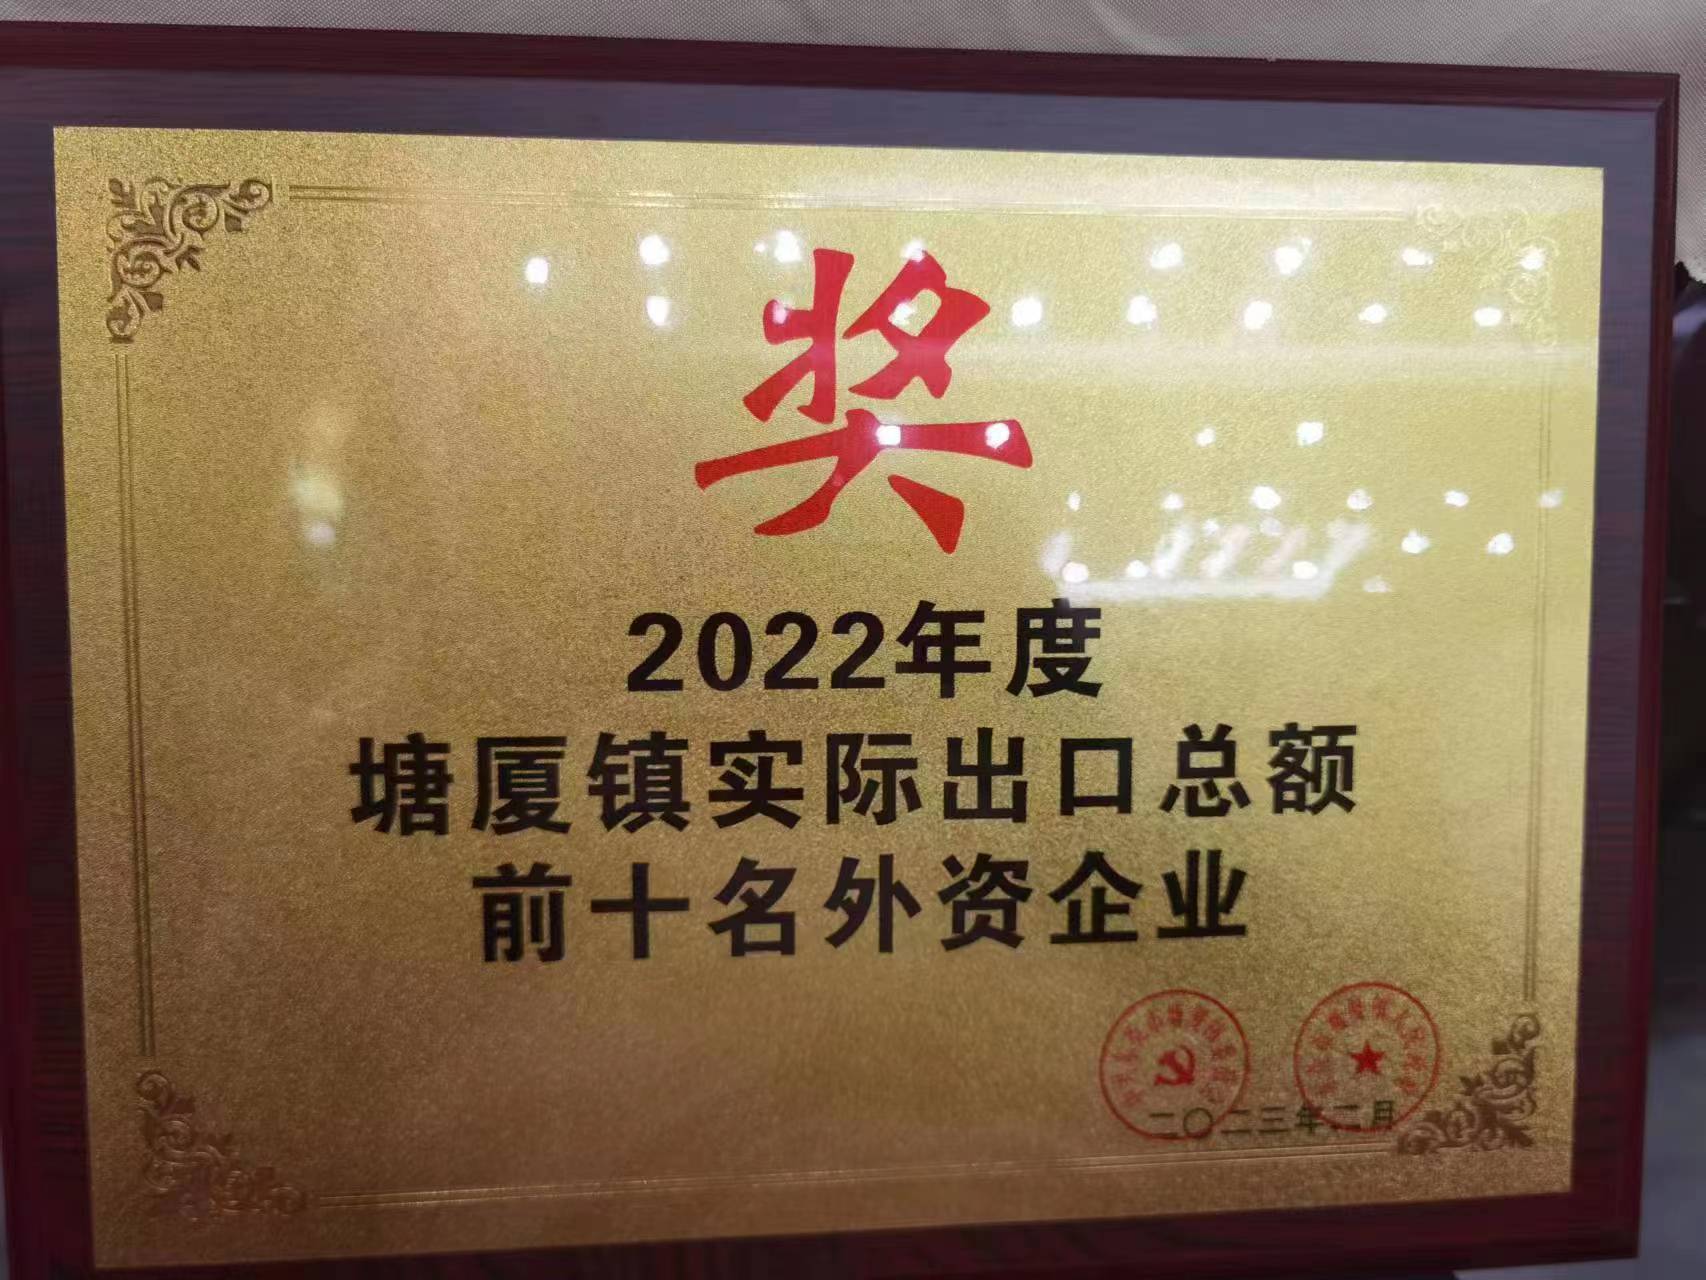 奖
2022年度
塘厦镇实际出口总额
前十名外资企业
二〇二三年二月